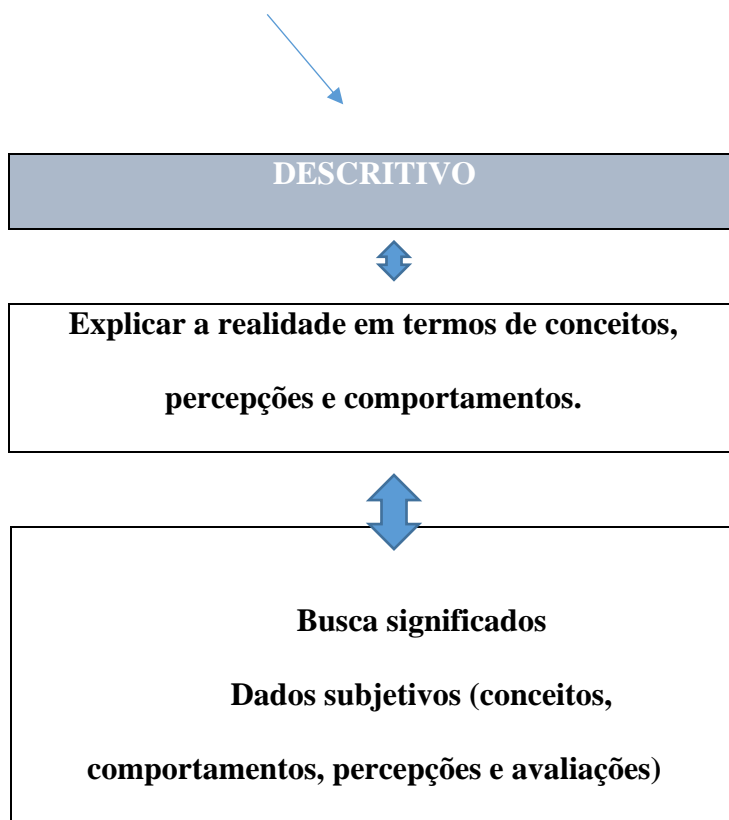 DESCRITIVO
Explicar a realidade em termos de conceitos,
percepções e comportamentos.
Busca significados
Dados subjetivos (conceitos,
comportamentos, percepções e avaliações)